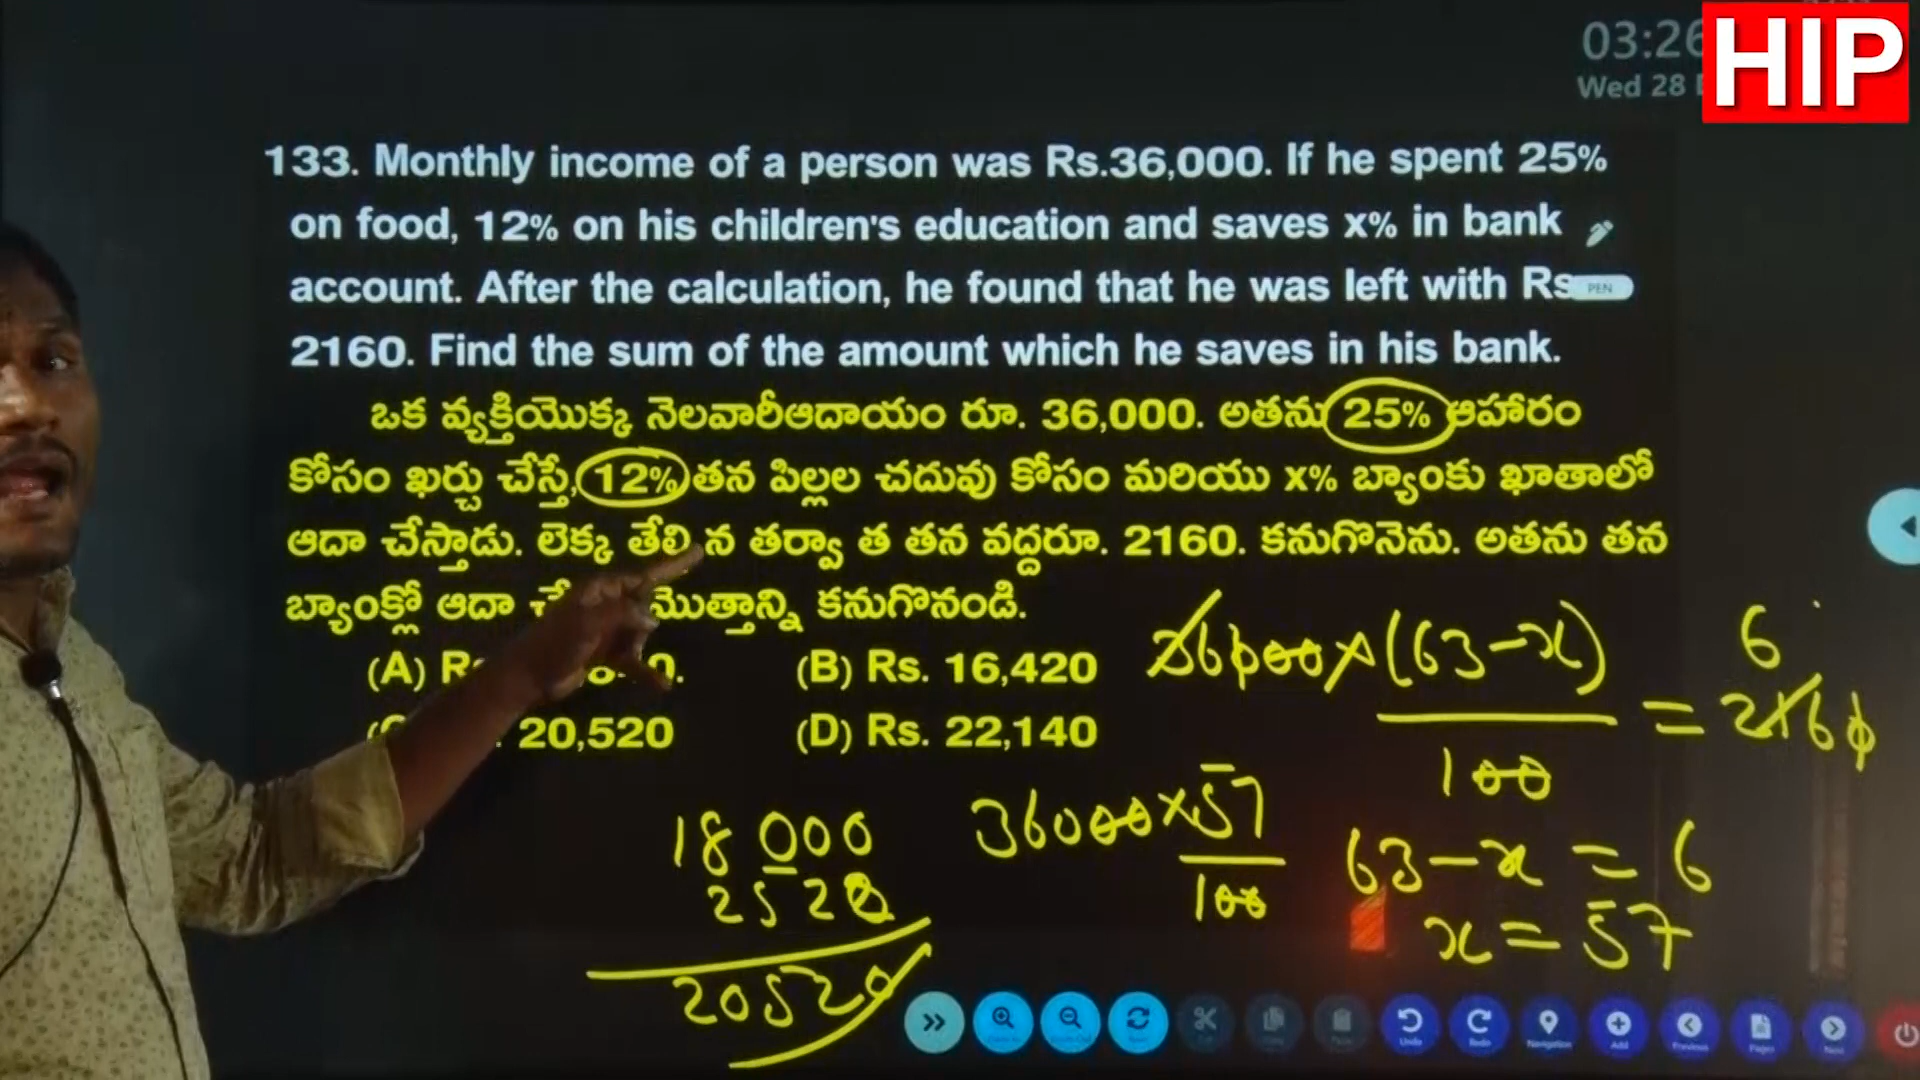 HIP
03:26
Wed 28
133. Monthly income of a person was Rs.36,000. If he spent 25%
on food, 12% on his children's education and saves x% in bank
account. After the calculation, he found that he was left with Rs
PEN
2160. Find the sum of the amount which he saves in his bank.
ఒక వ్యక్తియొక్క నెలవారీఆదాయం రూ. 36,000. అతను 25% ఆహారం
కోసం ఖర్చు చేస్తే, 12% తన పిల్లల చదువు కోసం మరియు x% బ్యాంకు ఖాతాలో
ఆదా చేస్తాడు. లెక్క తేలి న తర్వా త తన వద్దరూ. 2160. కనుగొనెను. అతను తన
బ్యాంక్లో ఆదా మొత్తాన్ని కనుగొనండి.
(A) (B) Rs. 16,420
20,520 (D) Rs. 22,140
36000×(63-x)/100 = 2160
6
36000×57/100
63-x = 6
x = 57
18000
2520
20520